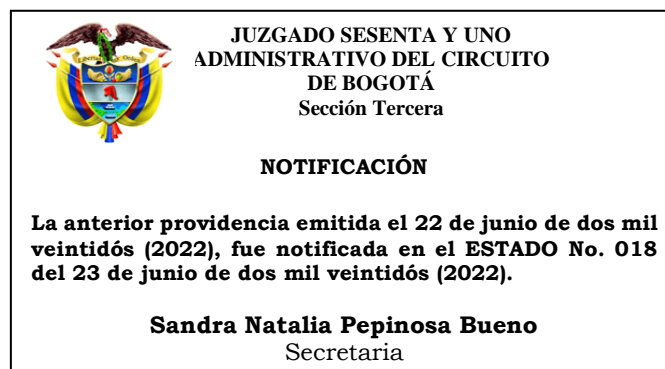 JUZGADO SESENTA Y UNO
ADMINISTRATIVO DEL CIRCUITO
DE BOGOTÁ
Sección Tercera
NOTIFICACIÓN
La anterior providencia emitida el 22 de junio de dos mil
veintidós (2022), fue notificada en el ESTADO No. 018
del 23 de junio de dos mil veintidós (2022).
Sandra Natalia Pepinosa Bueno
Secretaria